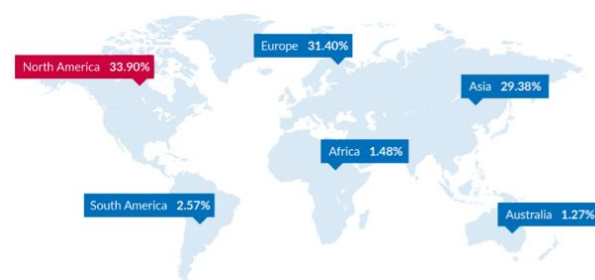 Europe 31.40%
North America 33.90%
Asia 29.38%
Africa 1.48%
South America 2.57%
Australia 1.27%